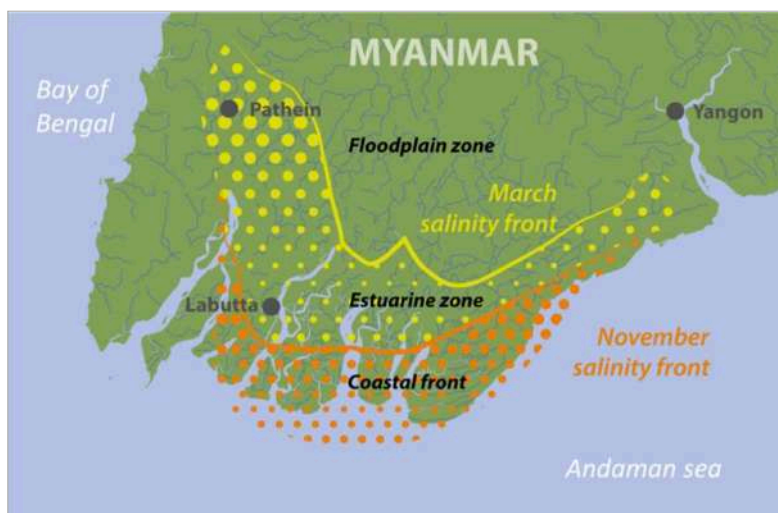 MYANMAR
Bay of
Bengal
Pathein
Yangon
Floodplain zone
March
salinity front
Labutta
Estuarine zone
November
salinity front
Coastal front
Andaman sea